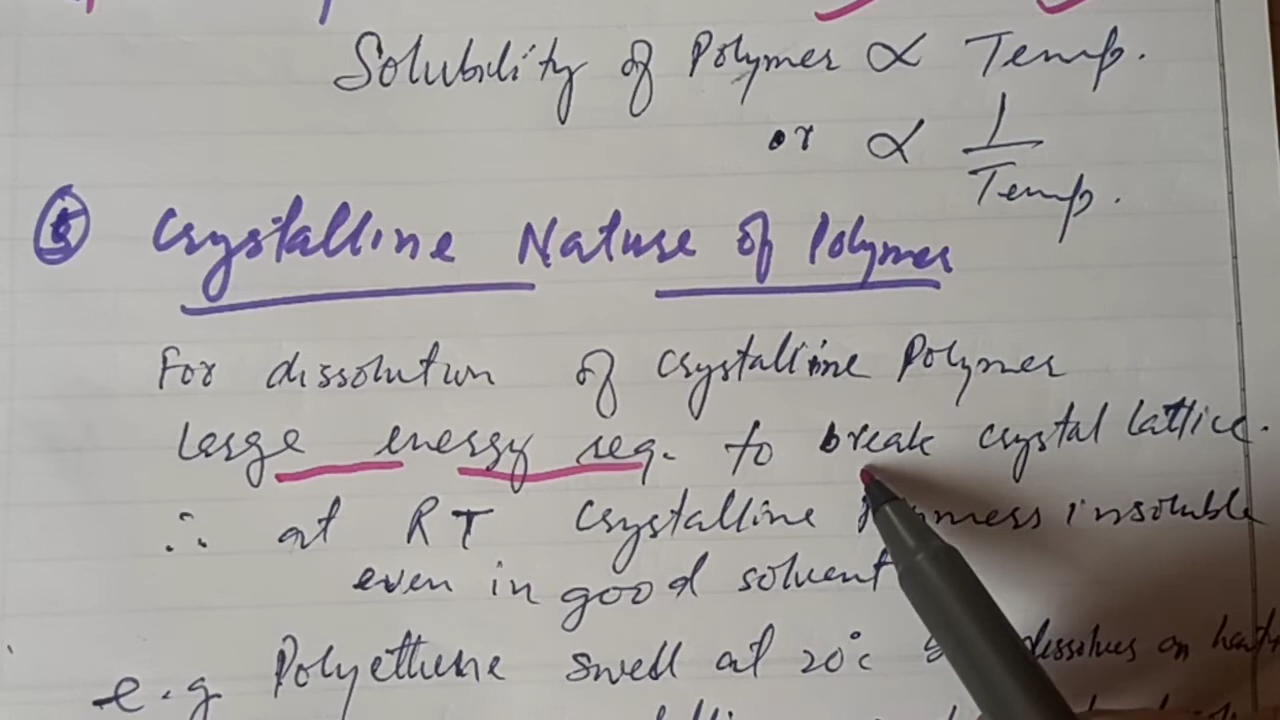 Solubility of Polymer ∝ Temp.
or ∝ 1/Temp.
5 Crystalline Nature of Polymer
For dissolution of crystalline Polymer
large energy req. to break crystal lattice.
∴ at RT Crystalline insoluble
even in good solvent
e.g Polyethene swell at 20°c dissolves on